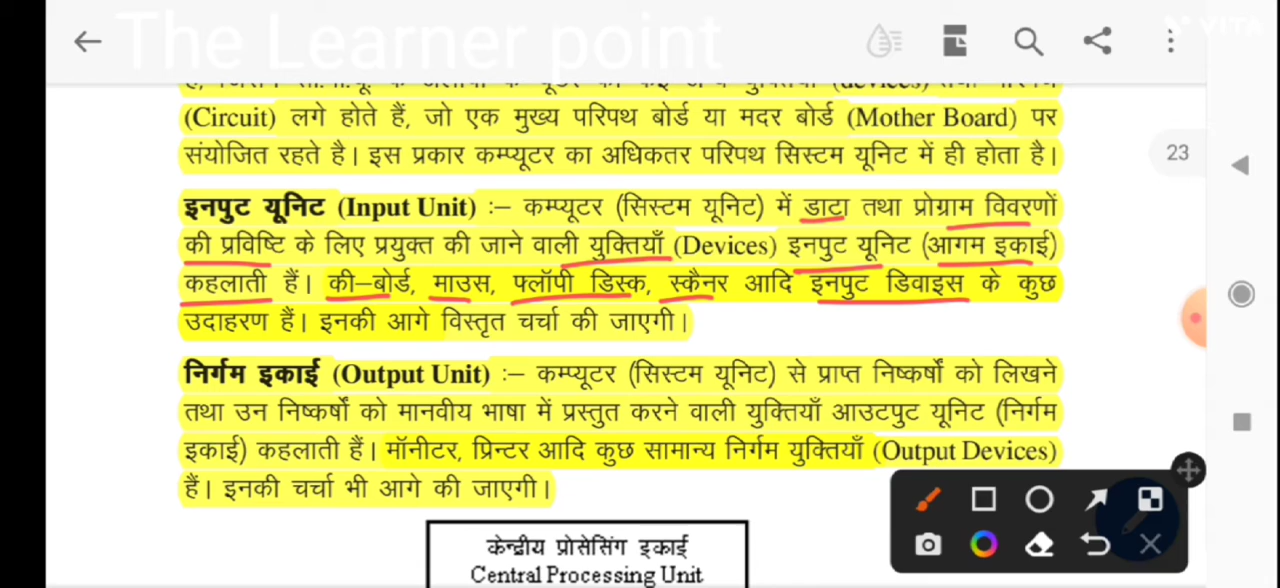 The Learner point
VITA
(Circuit) लगे होते हैं, जो एक मुख्य परिपथ बोर्ड या मदर बोर्ड (Mother Board) पर
संयोजित रहते है। इस प्रकार कम्प्यूटर का अधिकतर परिपथ सिस्टम यूनिट में ही होता है।
23
इनपुट यूनिट (Input Unit) :– कम्प्यूटर (सिस्टम यूनिट) में डाटा तथा प्रोग्राम विवरणों
की प्रविष्टि के लिए प्रयुक्त की जाने वाली युक्तियाँ (Devices) इनपुट यूनिट (आगम इकाई)
कहलाती हैं। की–बोर्ड, माउस, फ्लॉपी डिस्क, स्कैनर आदि इनपुट डिवाइस के कुछ
उदाहरण हैं। इनकी आगे विस्तृत चर्चा की जाएगी।
निर्गम इकाई (Output Unit) :– कम्प्यूटर (सिस्टम यूनिट) से प्राप्त निष्कर्षों को लिखने
तथा उन निष्कर्षों को मानवीय भाषा में प्रस्तुत करने वाली युक्तियाँ आउटपुट यूनिट (निर्गम
इकाई) कहलाती हैं। मॉनीटर, प्रिन्टर आदि कुछ सामान्य निर्गम युक्तियाँ (Output Devices)
हैं। इनकी चर्चा भी आगे की जाएगी।
केन्द्रीय प्रोसेसिंग इकाई
Central Processing Unit